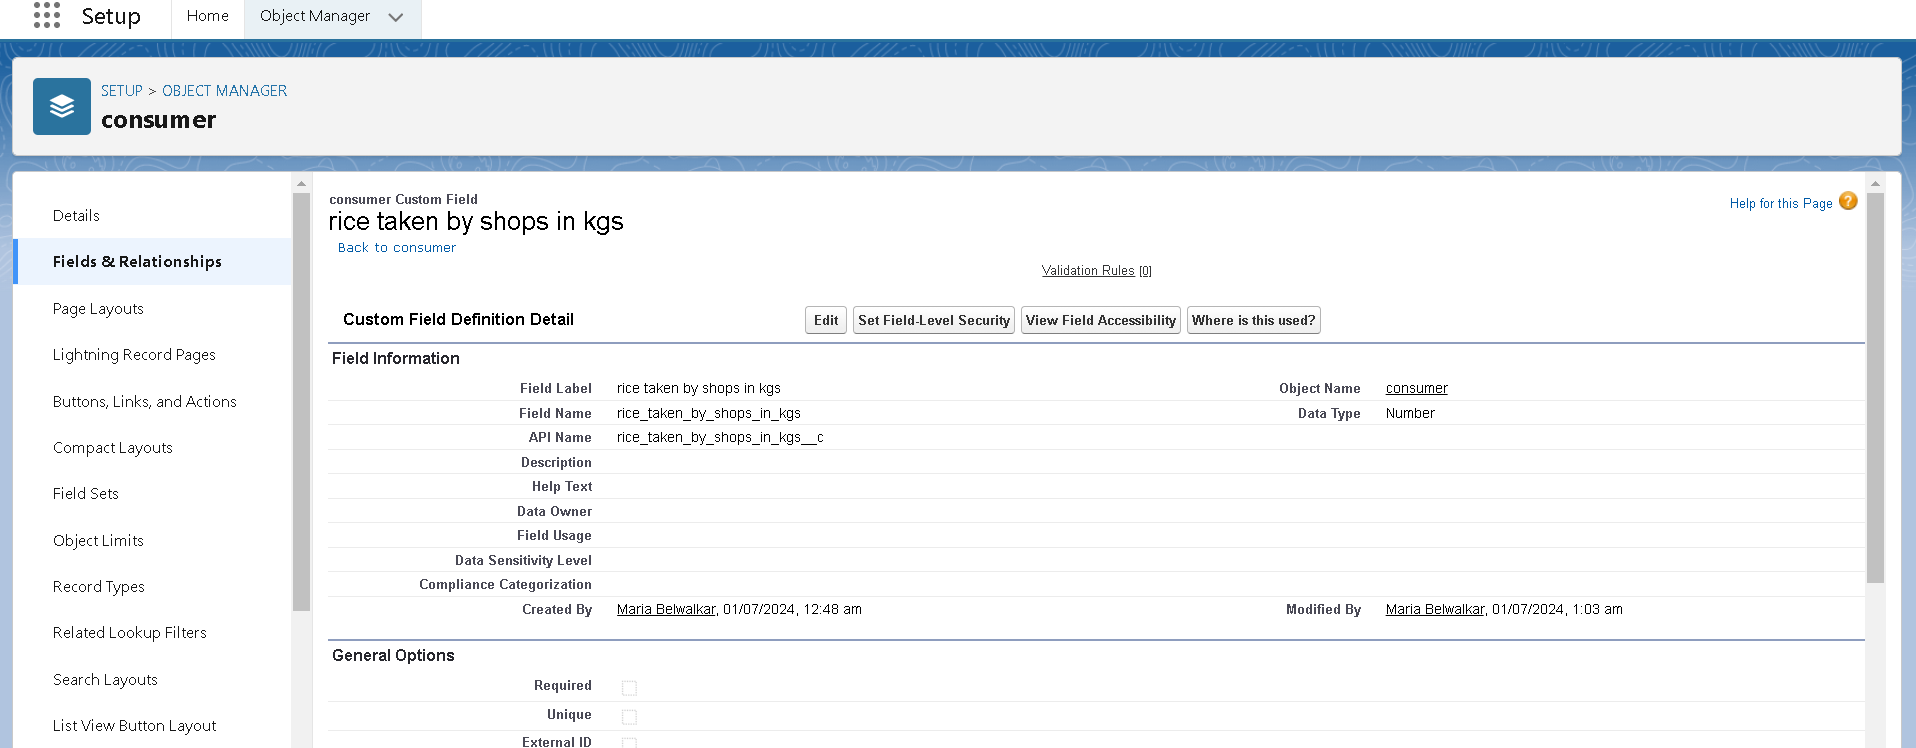 Setup
Home
Object Manager
SETUP > OBJECT MANAGER
consumer
Details
Fields & Relationships
Page Layouts
Lightning Record Pages
Buttons, Links, and Actions
Compact Layouts
Field Sets
Object Limits
Record Types
Related Lookup Filters
Search Layouts
List View Button Layout
consumer Custom Field
rice taken by shops in kgs
Back to consumer
Help for this Page ?
Validation Rules [0]
Custom Field Definition Detail
Edit
Set Field-Level Security
View Field Accessibility
Where is this used?
Field Information
Field Label rice taken by shops in kgs Object Name consumer
Field Name rice_taken_by_shops_in_kgs Data Type Number
API Name rice_taken_by_shops_in_kgs__c
Description
Help Text
Data Owner
Field Usage
Data Sensitivity Level
Compliance Categorization
Created By Maria Belwalkar, 01/07/2024, 12:48 am Modified By Maria Belwalkar, 01/07/2024, 1:03 am
General Options
Required
Unique
External ID